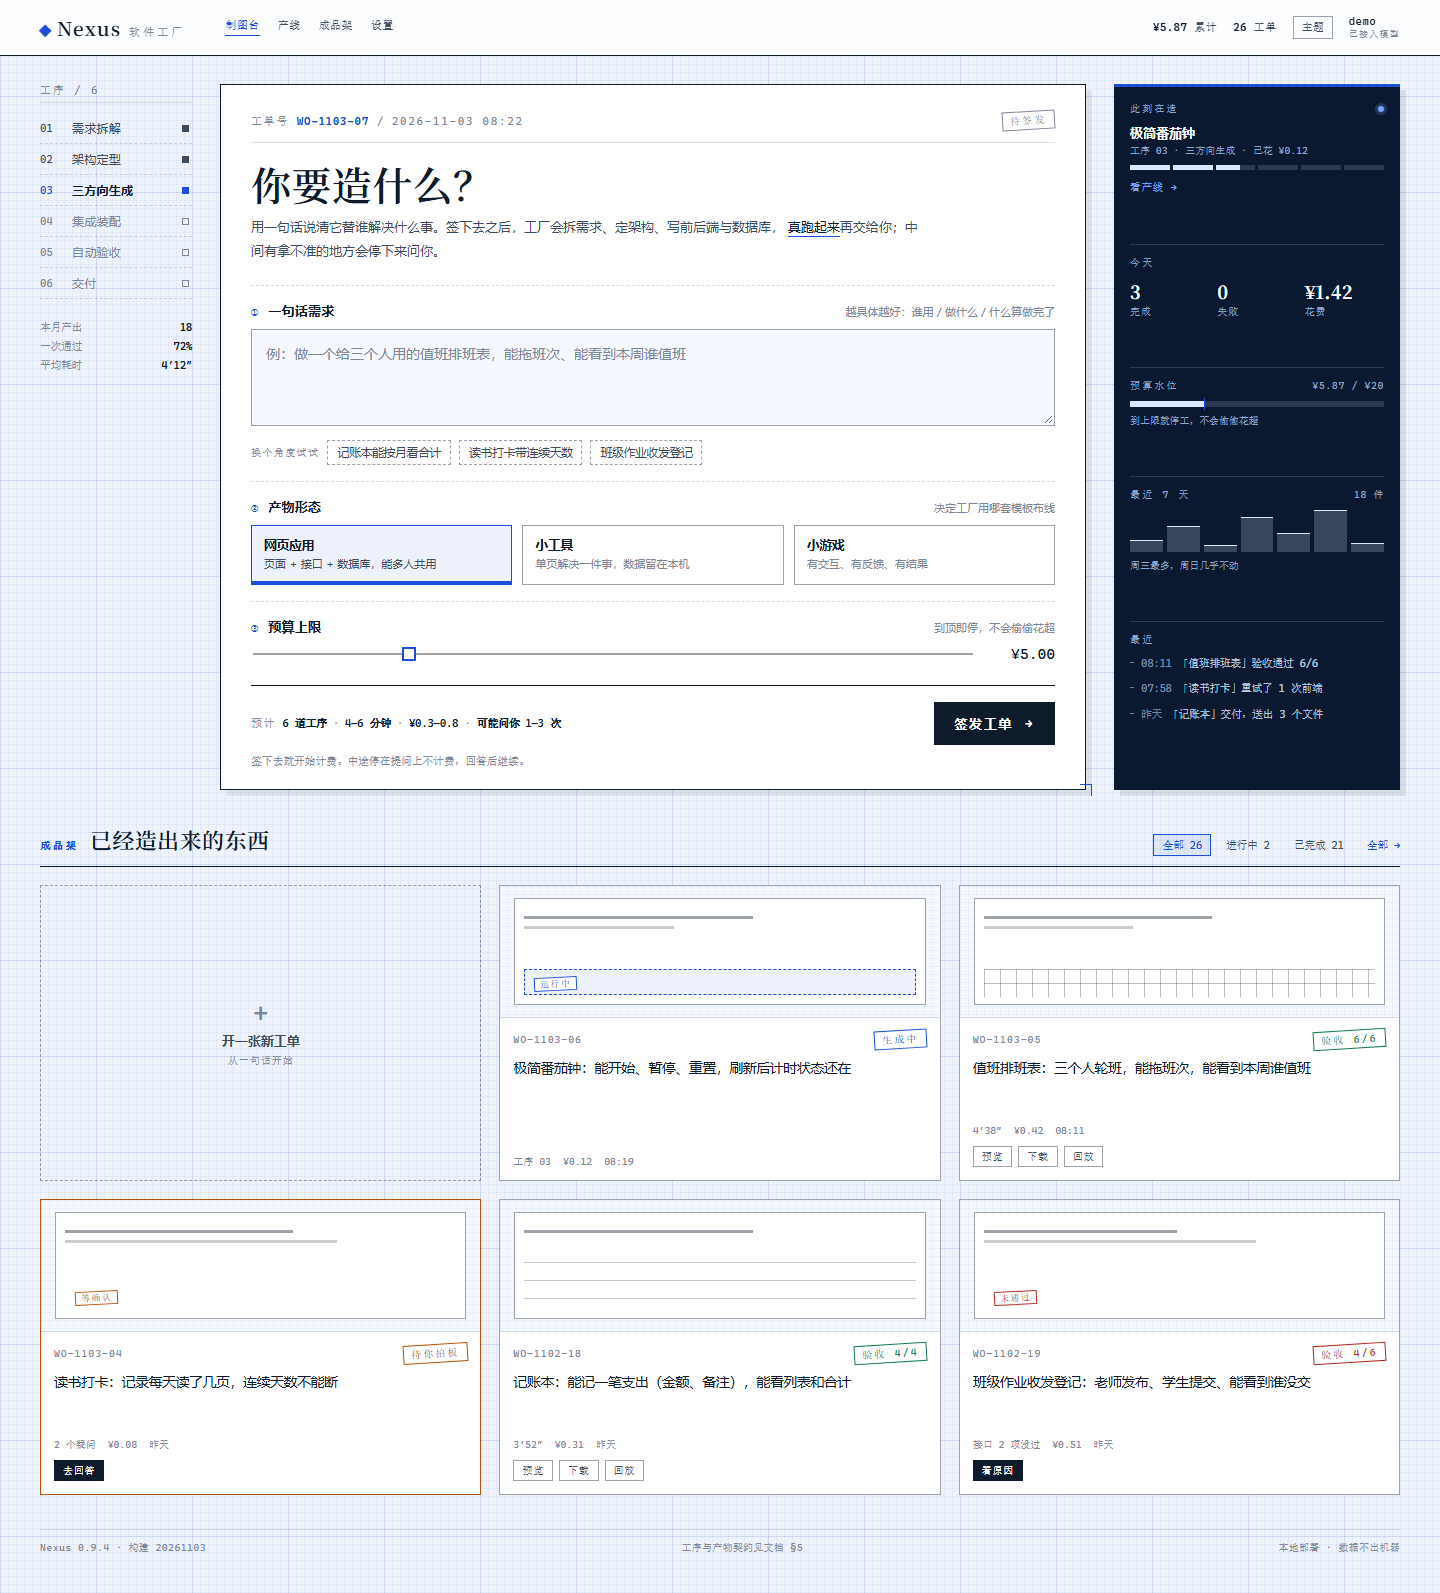 Nexus 软件工厂
制图台 产线 成品架 设置
¥5.87 累计 26 工单 主题 demo
已接入模型
工序 / 6
01 需求拆解
02 架构定型
03 三方向生成
04 集成装配
05 自动验收
06 交付
本月产出 18
一次通过 72%
平均耗时 4′12″
工单号 WO-1103-07 / 2026-11-03 08:22
待签发
你要造什么？
用一句话说清它替谁解决什么事。签下去之后，工厂会拆需求、定架构、写前后端与数据库， 真跑起来再交给你；中
间有拿不准的地方会停下来问你。
① 一句话需求 越具体越好：谁用 / 做什么 / 什么算做完了
例：做一个给三个人用的值班排班表，能拖班次、能看到本周谁值班
换个角度试试 记账本能按月看合计 读书打卡带连续天数 班级作业收发登记
② 产物形态 决定工厂用哪套模板布线
网页应用
页面 + 接口 + 数据库，能多人共用
小工具
单页解决一件事，数据留在本机
小游戏
有交互、有反馈、有结果
③ 预算上限 到顶即停，不会偷偷花超
¥5.00
预计 6 道工序 · 4–6 分钟 · ¥0.3–0.8 · 可能问你 1–3 次
签发工单 →
签下去就开始计费。中途停在提问上不计费，回答后继续。
此刻在造
极简番茄钟
工序 03 · 三方向生成 · 已花 ¥0.12
看产线 →
今天
3 0 ¥1.42
完成 失败 花费
预算水位 ¥5.87 / ¥20
到上限就停工，不会偷偷花超
最近 7 天 18 件
周三最多，周日几乎不动
最近
– 08:11 「值班排班表」验收通过 6/6
– 07:58 「读书打卡」重试了 1 次前端
– 昨天 「记账本」交付，送出 3 个文件
成品架 已经造出来的东西
全部 26 进行中 2 已完成 21 全部 →
+
开一张新工单
从一句话开始
运行中
WO-1103-06 生成中
极简番茄钟：能开始、暂停、重置，刷新后计时状态还在
工序 03 ¥0.12 08:19
WO-1103-05 验收 6/6
值班排班表：三个人轮班，能拖班次，能看到本周谁值班
4′38″ ¥0.42 08:11
预览 下载 回放
等确认
WO-1103-04 待你拍板
读书打卡：记录每天读了几页，连续天数不能断
2 个疑问 ¥0.08 昨天
去回答
WO-1102-18 验收 4/4
记账本：能记一笔支出（金额、备注），能看列表和合计
3′52″ ¥0.31 昨天
预览 下载 回放
未通过
WO-1102-19 验收 4/6
班级作业收发登记：老师发布、学生提交、能看到谁没交
接口 2 项没过 ¥0.51 昨天
看原因
Nexus 0.9.4 · 构建 20261103
工序与产物契约见文档 §5
本地部署 · 数据不出机器